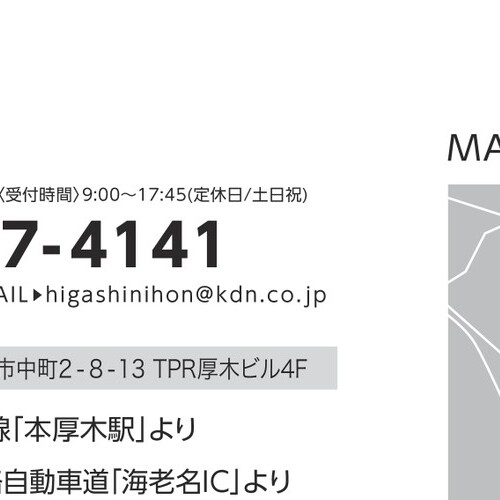 〈受付時間〉9:00〜17:45(定休日/土日祝)
7-4141
AIL▶higashinihon@kdn.co.jp
市中町2-8-13 TPR厚木ビル4F
線「本厚木駅」より
自動車道「海老名IC」より
MA